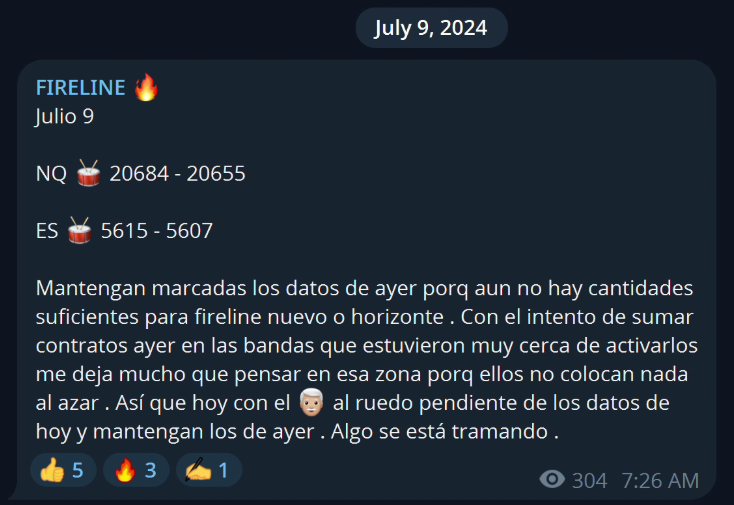 July 9, 2024
FIRELINE 🔥
Julio 9
NQ 🥁 20684 - 20655
ES 🥁 5615 - 5607
Mantengan marcadas los datos de ayer porq aun no hay cantidades
suficientes para fireline nuevo o horizonte . Con el intento de sumar
contratos ayer en las bandas que estuvieron muy cerca de activarlos
me deja mucho que pensar en esa zona porq ellos no colocan nada
al azar . Así que hoy con el 👨🏼‍🦳 al ruedo pendiente de los datos de
hoy y mantengan los de ayer . Algo se está tramando .
👍 5 🔥 3 ✍️ 1 304 7:26 AM